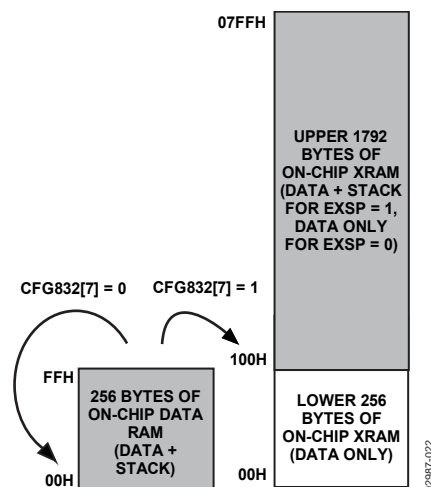 07FFH
UPPER 1792
BYTES OF
ON-CHIP XRAM
(DATA + STACK
FOR EXSP = 1,
DATA ONLY
FOR EXSP = 0)
CFG832[7] = 0
CFG832[7] = 1
100H
FFH
256 BYTES OF
ON-CHIP DATA
RAM
(DATA +
STACK)
00H
LOWER 256
BYTES OF
ON-CHIP XRAM
(DATA ONLY)
00H
02987-022